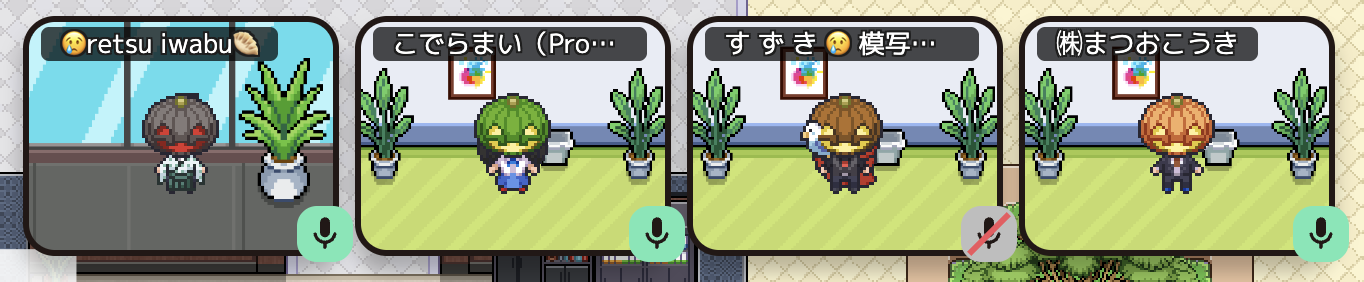 😢retsu iwabu🥟
こでらまい（Pro…
す ず き 😢 模写…
㈱まつおこうき